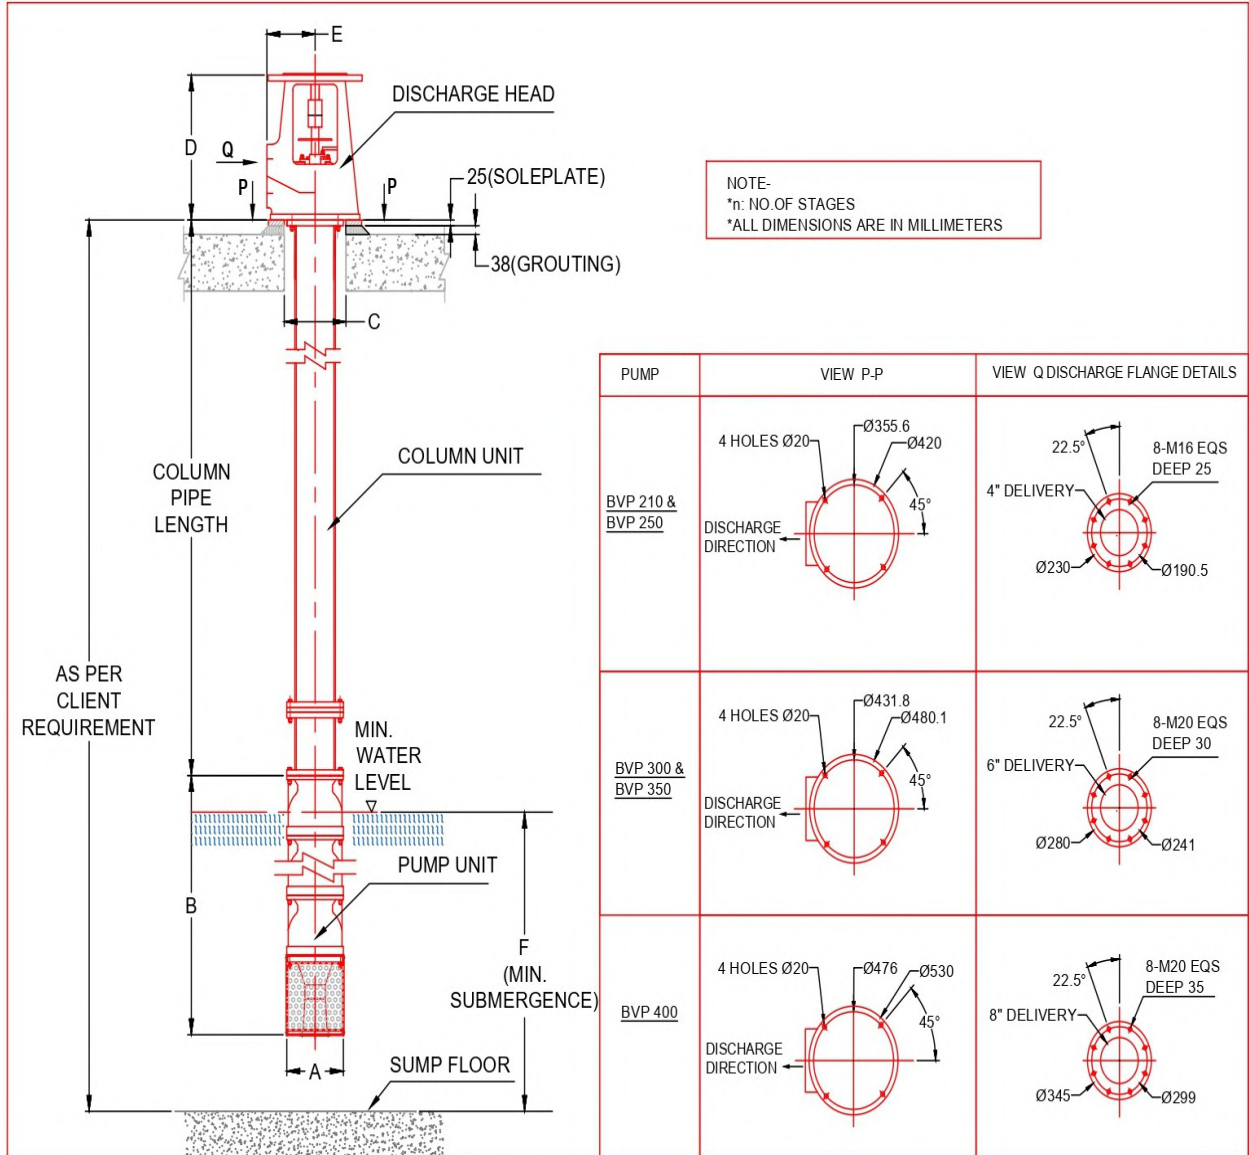 E
DISCHARGE HEAD
D
Q
P
P
25(SOLEPLATE)
38(GROUTING)
C
NOTE-
*n: NO.OF STAGES
*ALL DIMENSIONS ARE IN MILLIMETERS
COLUMN UNIT
COLUMN
PIPE
LENGTH
AS PER
CLIENT
REQUIREMENT
MIN.
WATER
LEVEL
PUMP UNIT
B
F
(MIN.
SUBMERGENCE)
A
SUMP FLOOR
PUMP
VIEW P-P
VIEW Q DISCHARGE FLANGE DETAILS
BVP 210 &
BVP 250
4 HOLES Ø20
Ø355.6
Ø420
45°
DISCHARGE
DIRECTION
22.5°
8-M16 EQS
DEEP 25
4" DELIVERY
Ø230
Ø190.5
BVP 300 &
BVP 350
4 HOLES Ø20
Ø431.8
Ø480.1
45°
DISCHARGE
DIRECTION
22.5°
8-M20 EQS
DEEP 30
6" DELIVERY
Ø280
Ø241
BVP 400
4 HOLES Ø20
Ø476
Ø530
45°
DISCHARGE
DIRECTION
22.5°
8-M20 EQS
DEEP 35
8" DELIVERY
Ø345
Ø299